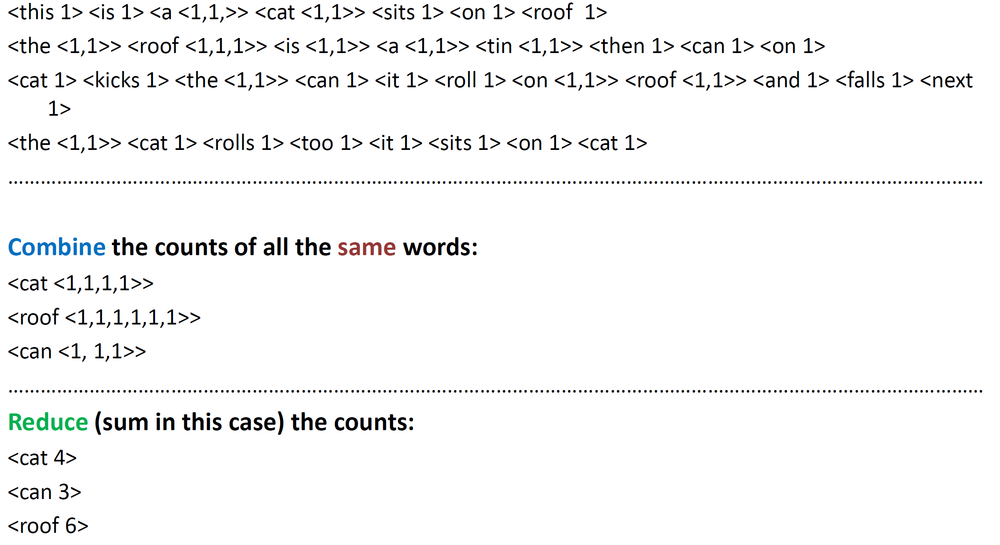 <this 1> <is 1> <a <1,1,>> <cat <1,1>> <sits 1> <on 1> <roof  1>
<the <1,1>> <roof <1,1,1>> <is <1,1>> <a <1,1>> <tin <1,1>> <then 1> <can 1> <on 1>
<cat 1> <kicks 1> <the <1,1>> <can 1> <it 1> <roll 1> <on <1,1>> <roof <1,1>> <and 1> <falls 1> <next
1>
<the <1,1>> <cat 1> <rolls 1> <too 1> <it 1> <sits 1> <on 1> <cat 1>
………………………………………………………………………………………………………………………………………………………………
Combine the counts of all the same words:
<cat <1,1,1,1>>
<roof <1,1,1,1,1,1>>
<can <1, 1,1>>
………………………………………………………………………………………………………………………………………………………………
Reduce (sum in this case) the counts:
<cat 4>
<can 3>
<roof 6>